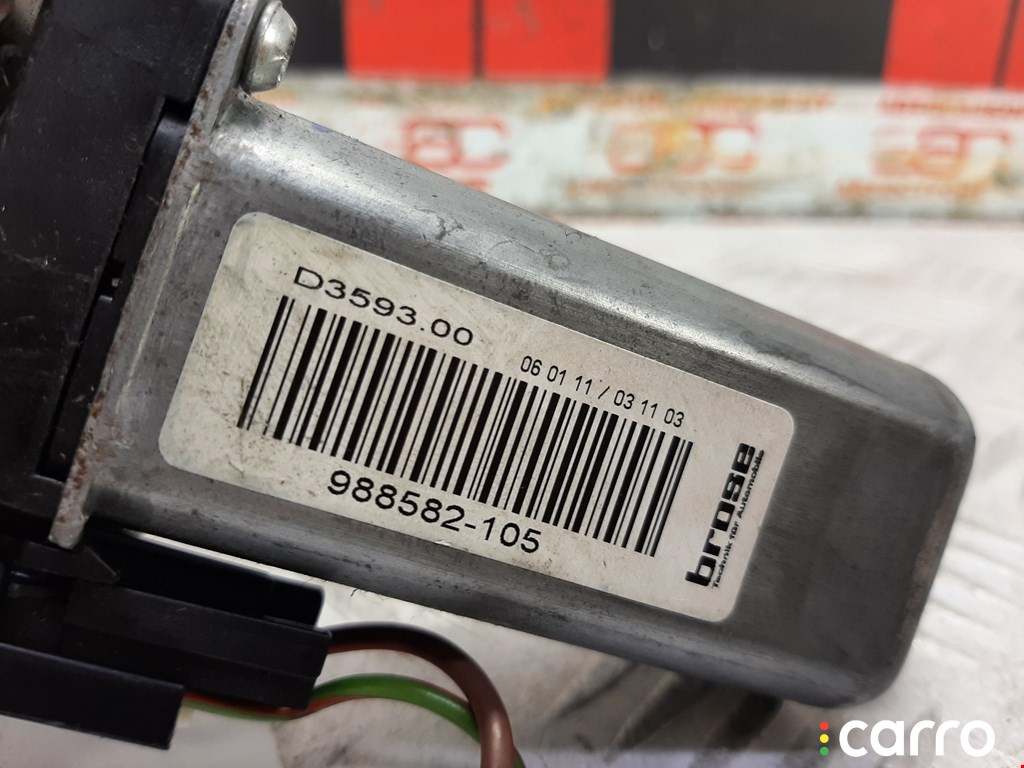 D3593.00
06 01 11 / 03 11 03
988582-105
brose
Technik für Automobile
carro